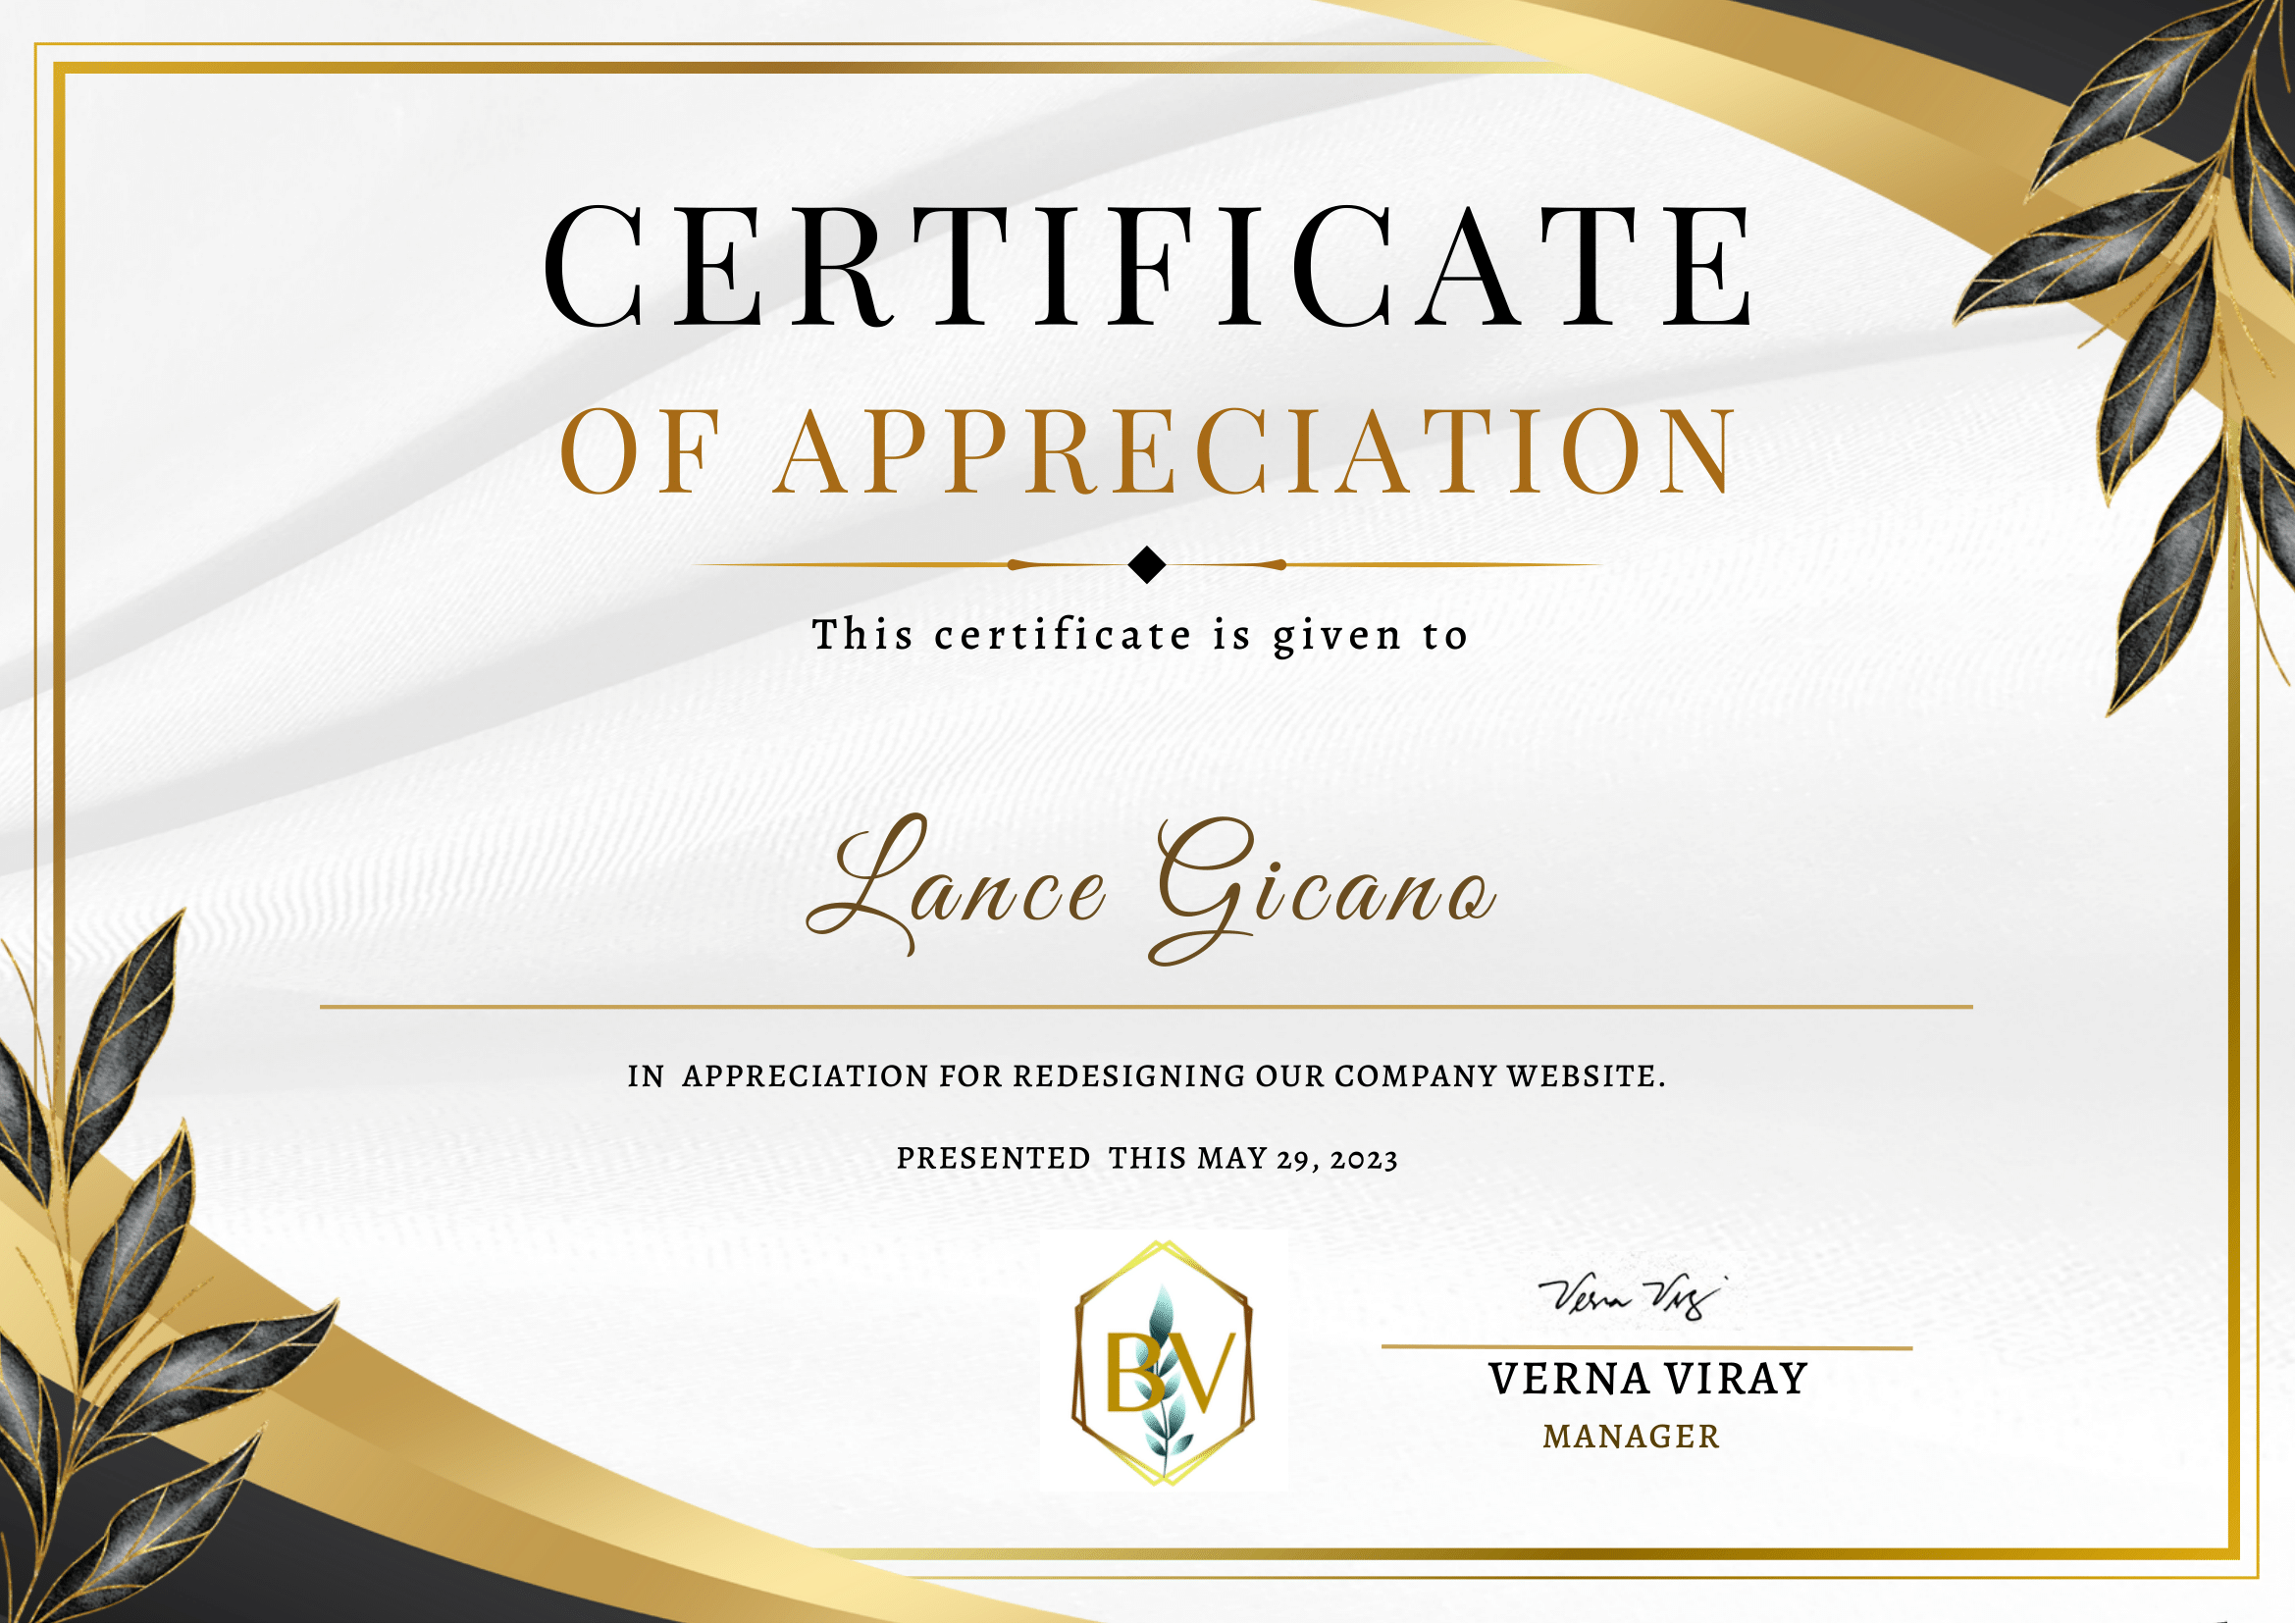 CERTIFICATE
OF APPRECIATION
This certificate is given to
Lance Gicano
IN APPRECIATION FOR REDESIGNING OUR COMPANY WEBSITE.
PRESENTED THIS MAY 29, 2023
BV
Verna
VERNA VIRAY
MANAGER